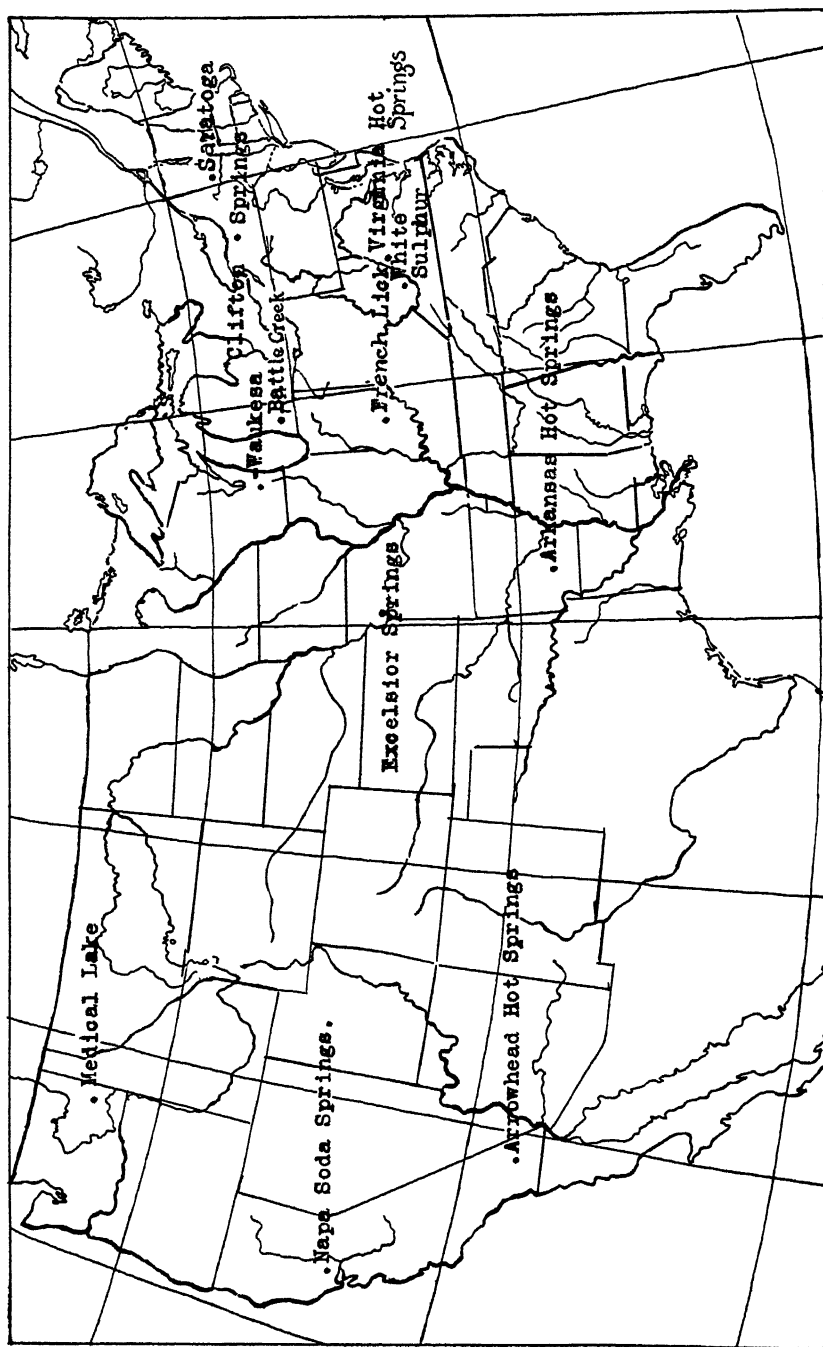 .Medical Lake
.Napa Soda Springs.
.Arrowhead Hot Springs
Excelsior Springs
.Arkansas Hot Springs
.Waukesa
.Battle Creek
Clifton
.Springs
.Saratoga
.French Lick
.Virginia Hot
Springs
.White
Sulphur